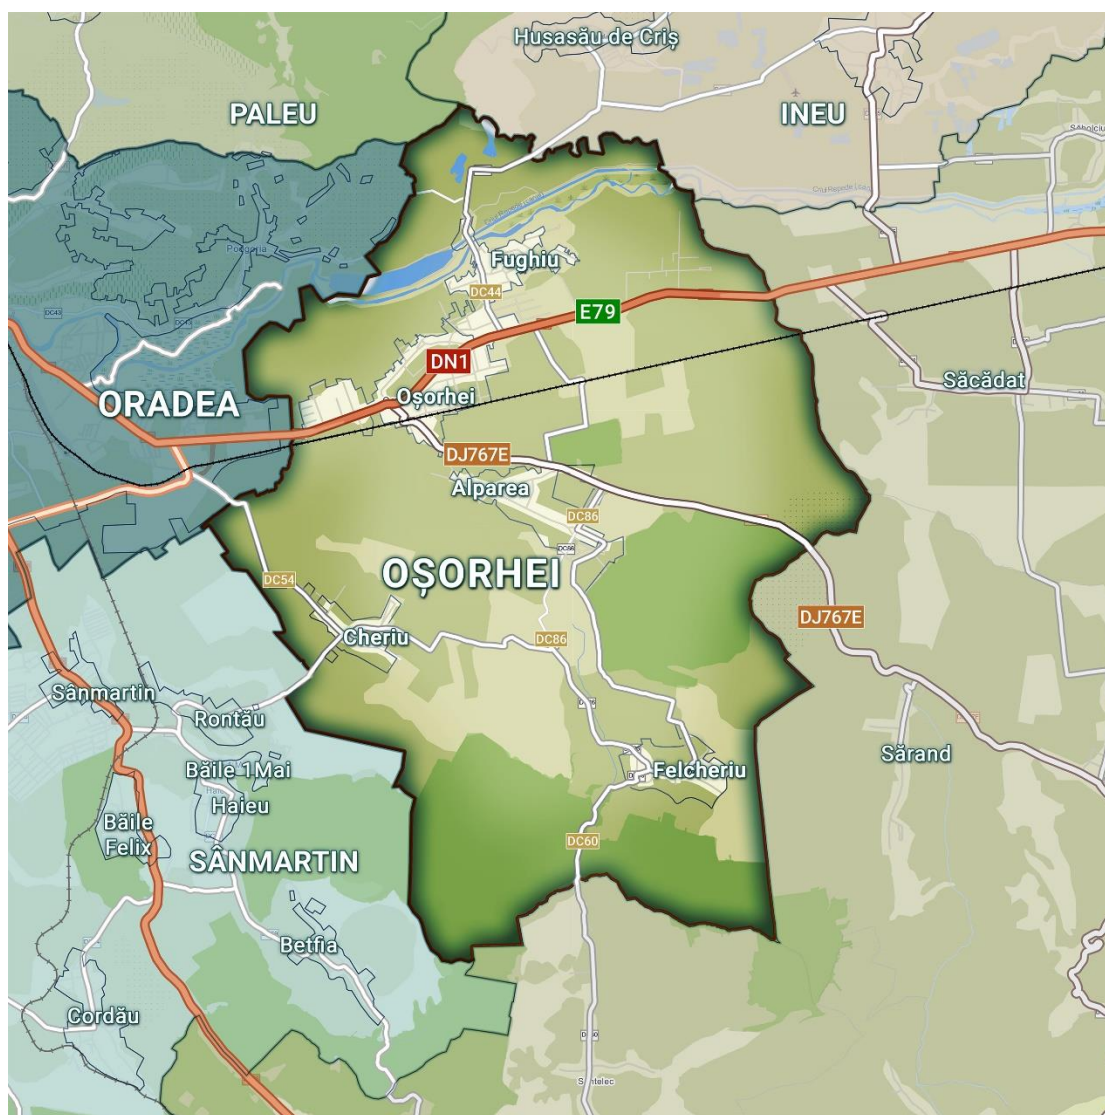 Husasău de Criș
PALEU
INEU
Fughiu
DC44
E79
DN1
Săcădat
ORADEA
Oșorhei
DJ767E
Alparea
DC86
OȘORHEI
DC54
DJ767E
Cheriu
DC86
Sânmartin
Rontău
Sărand
Băile 1Mai
Felcheriu
Haieu
Băile
Felix
DC60
SÂNMARTIN
Betfia
Cordău